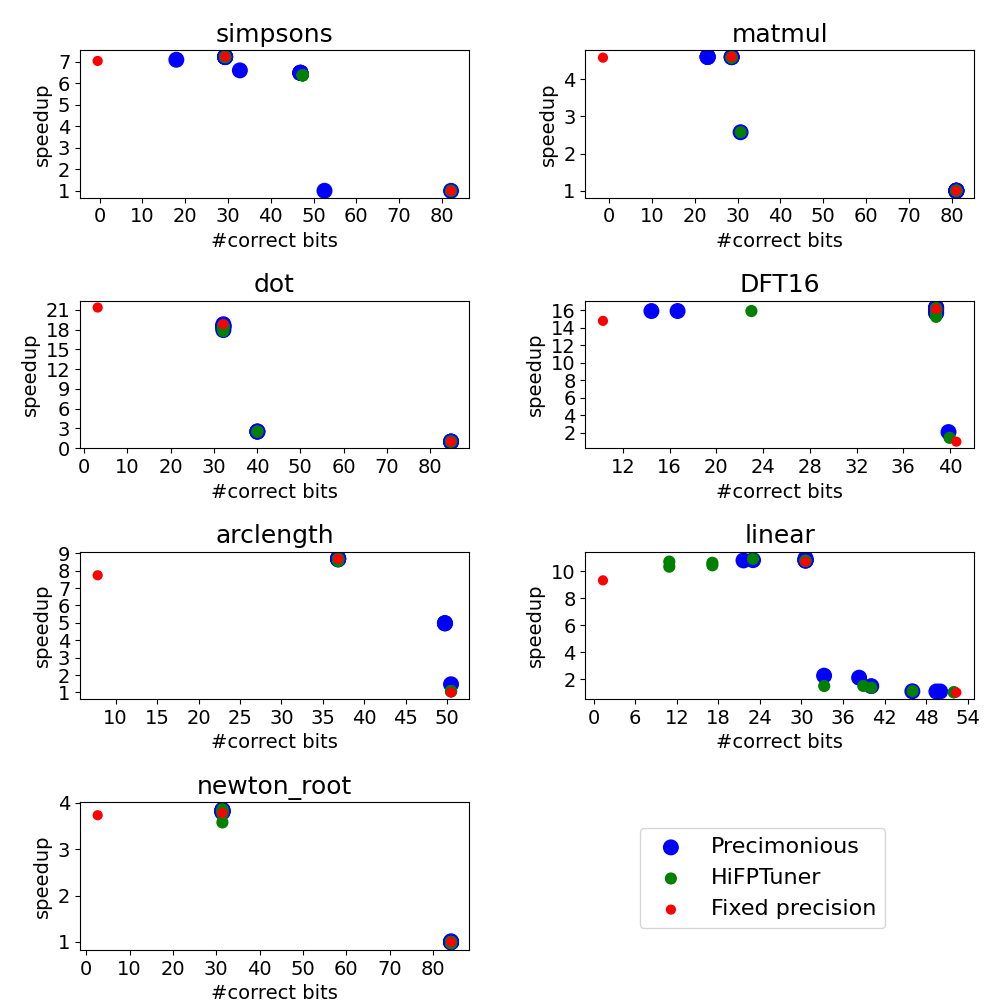 simpsons
speedup
7
6
5
4
3
2
1
0 10 20 30 40 50 60 70 80
#correct bits
matmul
speedup
4
3
2
1
0 10 20 30 40 50 60 70 80
#correct bits
dot
speedup
21
18
15
12
9
6
3
0
0 10 20 30 40 50 60 70 80
#correct bits
DFT16
speedup
16
14
12
10
8
6
4
2
12 16 20 24 28 32 36 40
#correct bits
arclength
speedup
9
8
7
6
5
4
3
2
1
10 15 20 25 30 35 40 45 50
#correct bits
linear
speedup
10
8
6
4
2
0 6 12 18 24 30 36 42 48 54
#correct bits
newton_root
speedup
4
3
2
1
0 10 20 30 40 50 60 70 80
#correct bits
Precimonious
HiFPTuner
Fixed precision